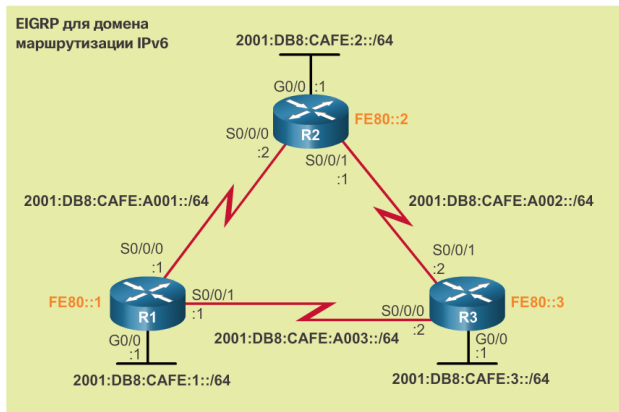 EIGRP для домена
маршрутизации IPv6
2001:DB8:CAFE:2::/64
G0/0
:1
FE80::2
R2
S0/0/0
:2
S0/0/1
:1
2001:DB8:CAFE:A001::/64
2001:DB8:CAFE:A002::/64
S0/0/0
:1
S0/0/1
:2
FE80::1
R1
S0/0/1
:1
S0/0/0
:2
R3
FE80::3
2001:DB8:CAFE:A003::/64
G0/0
:1
G0/0
:1
2001:DB8:CAFE:1::/64
2001:DB8:CAFE:3::/64